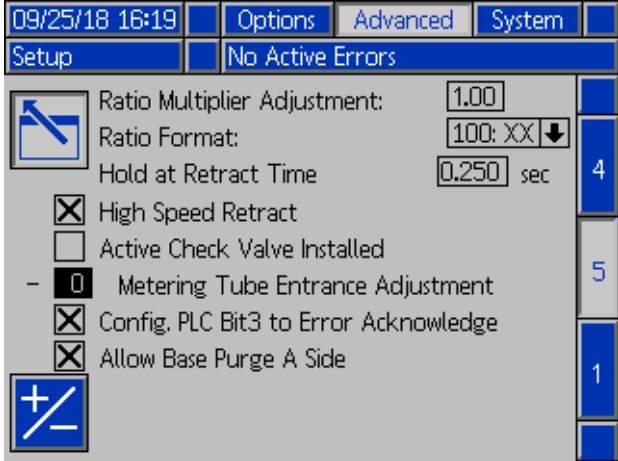 09/25/18 16:19 Options Advanced System
Setup No Active Errors
Ratio Multiplier Adjustment: 1.00
Ratio Format: 100: XX
Hold at Retract Time 0.250 sec
4
High Speed Retract
Active Check Valve Installed
- 0 Metering Tube Entrance Adjustment
5
Config. PLC Bit3 to Error Acknowledge
Allow Base Purge A Side
1
+/-